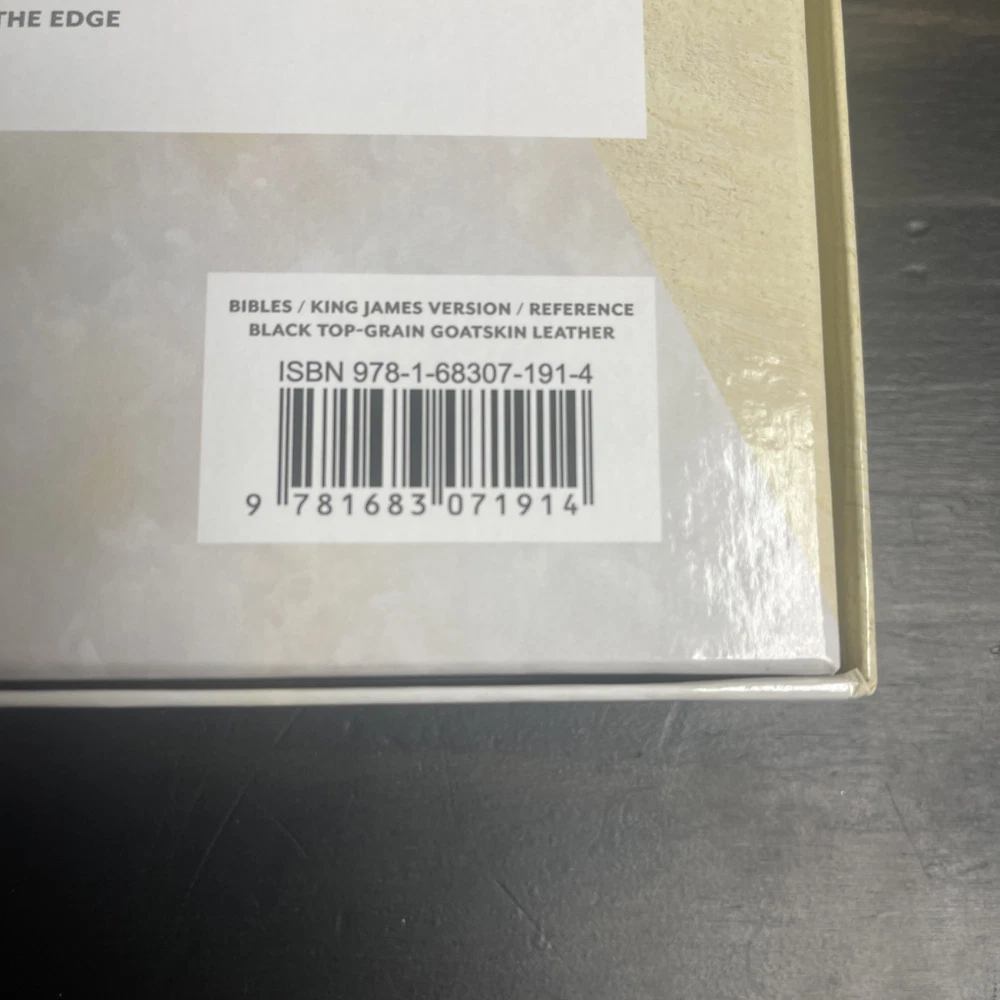 THE EDGE
BIBLES / KING JAMES VERSION / REFERENCE
BLACK TOP-GRAIN GOATSKIN LEATHER
ISBN 978-1-68307-191-4
9 781683 071914